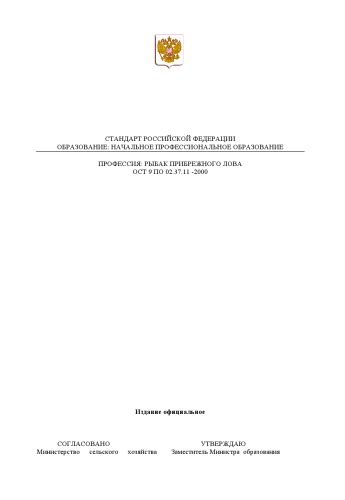 СТАНДАРТ РОССИЙСКОЙ ФЕДЕРАЦИИ
ОБРАЗОВАНИЕ: НАЧАЛЬНОЕ ПРОФЕССИОНАЛЬНОЕ ОБРАЗОВАНИЕ
ПРОФЕССИЯ: РЫБАК ПРИБРЕЖНОГО ЛОВА
ОСТ 9 ПО 02.37.11 -2000
Издание официальное
СОГЛАСОВАНО УТВЕРЖДАЮ
Министерство сельского хозяйства Заместитель Министра образования